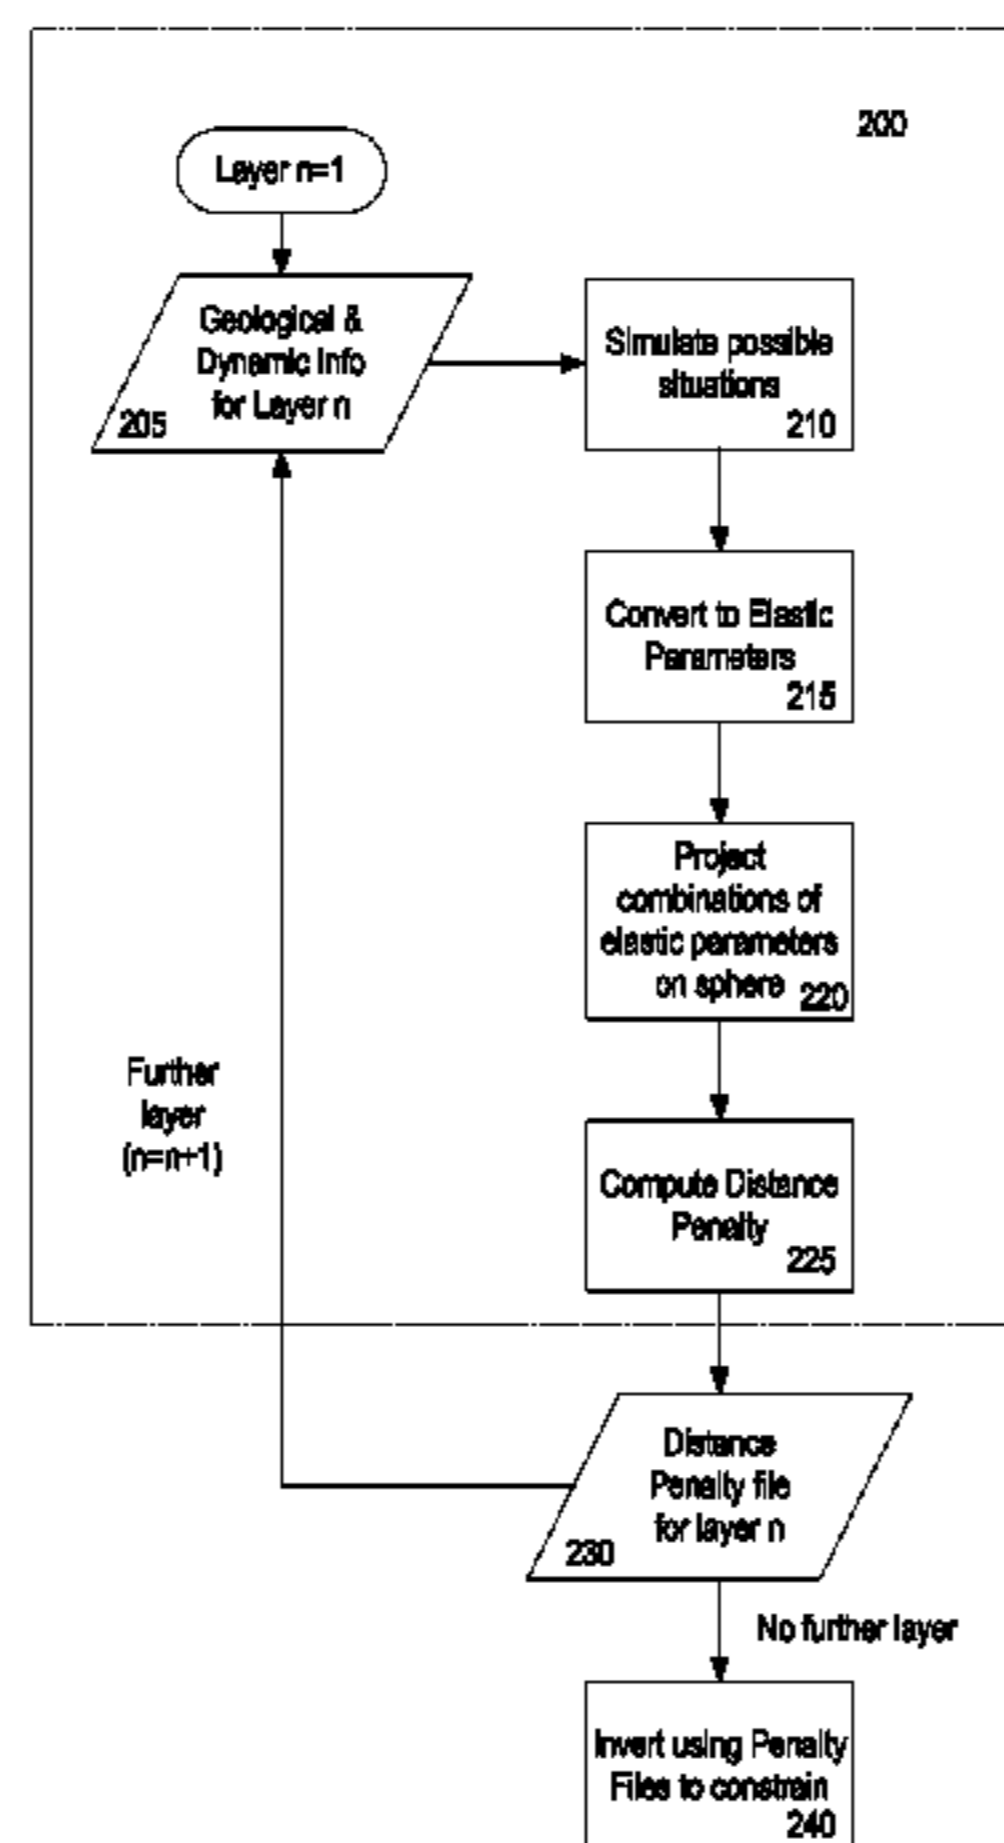 200
Layer n=1
Geological &
Dynamic Info
for Layer n
205
Simulate possible
situations
210
Convert to Elastic
Parameters
215
Project
combinations of
elastic parameters
on sphere
220
Further
layer
(n=n+1)
Compute Distance
Penalty
225
Distance
Penalty file
for layer n
230
No further layer
Invert using Penalty
Files to constrain
240